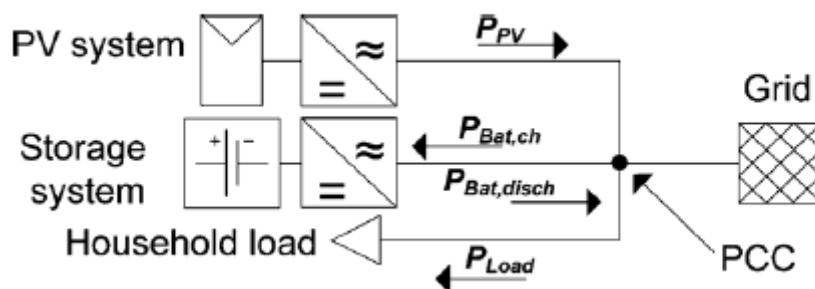 PV system
P_PV
≈
=
Grid
Storage system
+ -
P_Bat,ch
≈
=
P_Bat,disch
Household load
P_Load
PCC